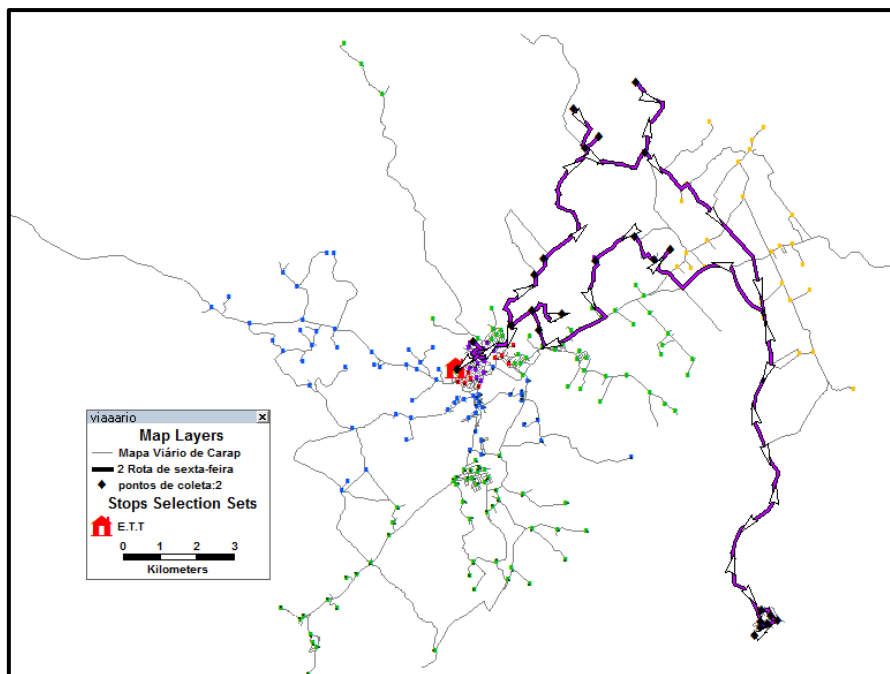 viaaario
Map Layers
Mapa Viário de Carap
2 Rota de sexta-feira
pontos de coleta:2
Stops Selection Sets
E.T.T
0 1 2 3
Kilometers